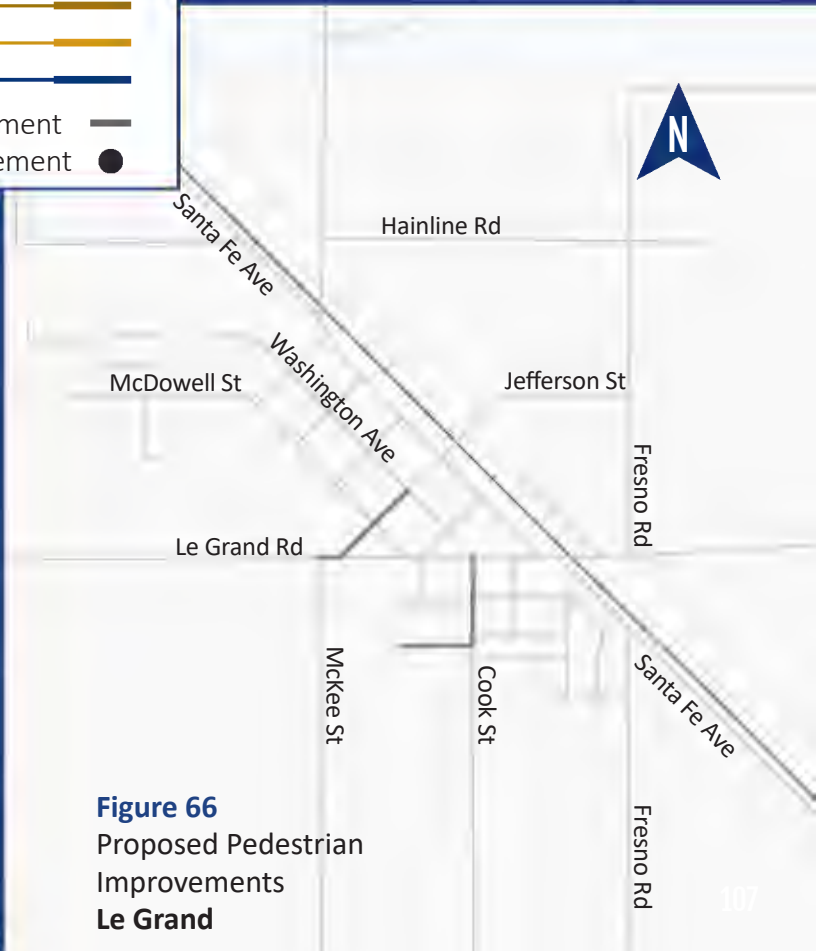 ment
ement
N
Santa Fe Ave
Hainline Rd
Washington Ave
McDowell St
Jefferson St
Fresno Rd
Le Grand Rd
McKee St
Cook St
Santa Fe Ave
Fresno Rd
Figure 66
Proposed Pedestrian
Improvements
Le Grand
107